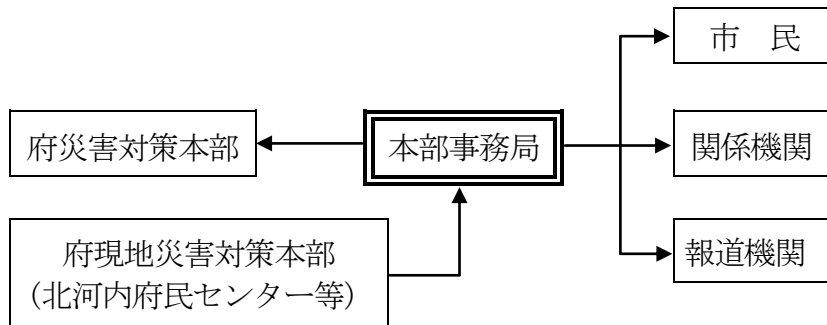 市　民
府災害対策本部
本部事務局
関係機関
府現地災害対策本部
（北河内府民センター等）
報道機関